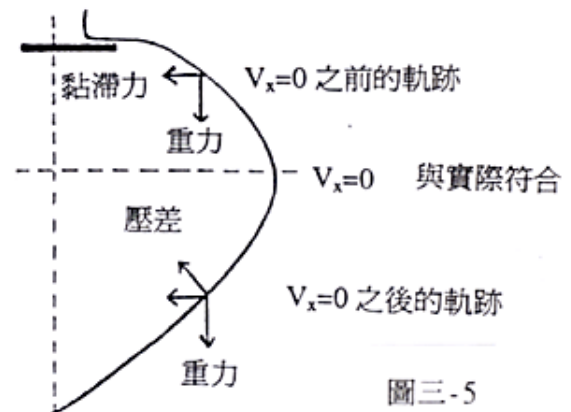 黏滯力
Vx=0 之前的軌跡
重力
Vx=0 與實際符合
壓差
Vx=0 之後的軌跡
重力
圖三-5